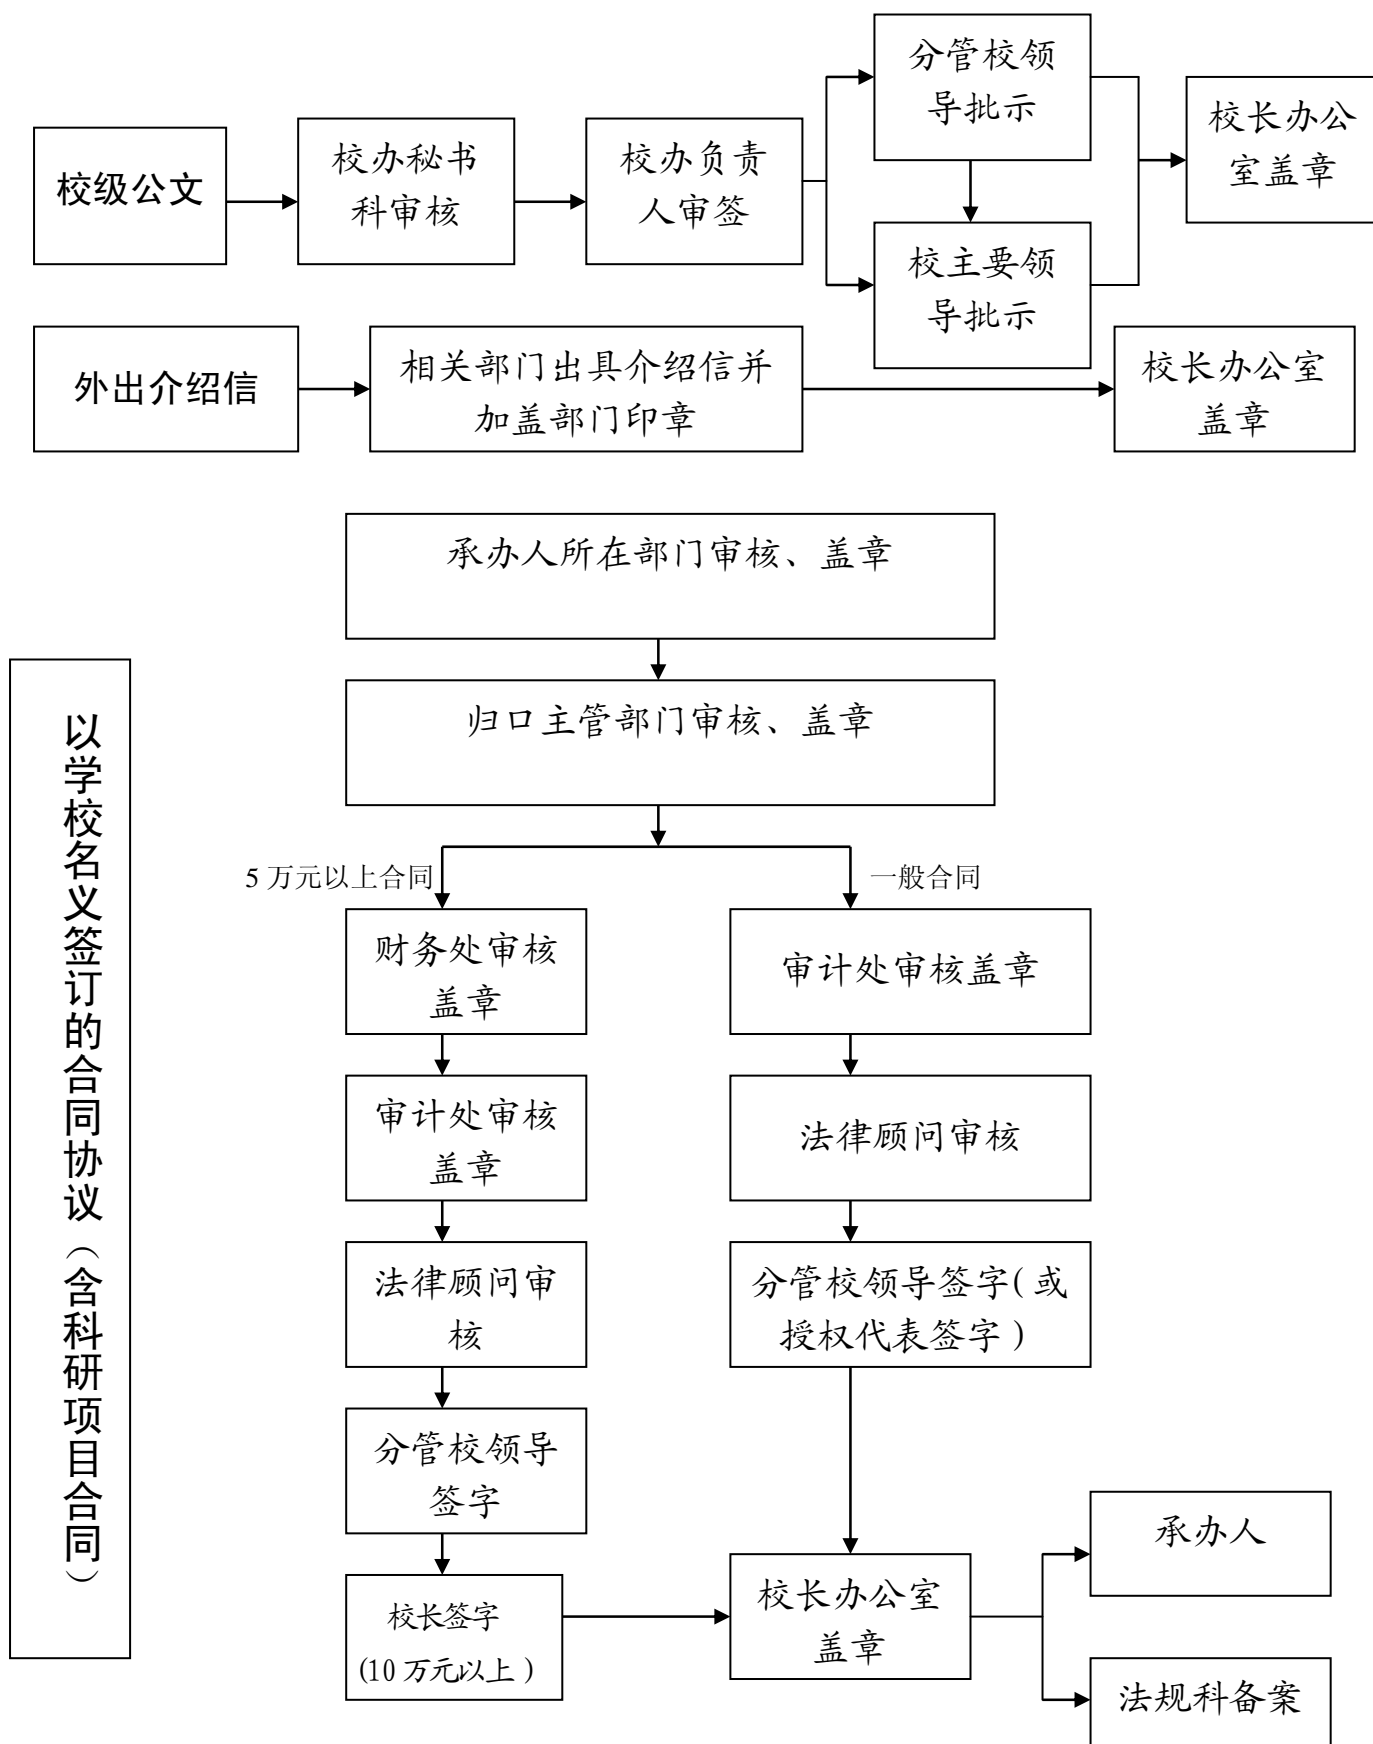 校级公文
校办秘书
科审核
校办负责
人审签
分管校领
导批示
校主要领
导批示
校长办公
室盖章
外出介绍信
相关部门出具介绍信并
加盖部门印章
校长办公室
盖章
以学校名义签订的合同协议（含科研项目合同）
承办人所在部门审核、盖章
归口主管部门审核、盖章
5 万元以上合同
一般合同
财务处审核
盖章
审计处审核盖章
审计处审核
盖章
法律顾问审核
法律顾问审
核
分管校领导签字(或
授权代表签字)
分管校领导
签字
校长签字
(10 万元以上)
校长办公室
盖章
承办人
法规科备案